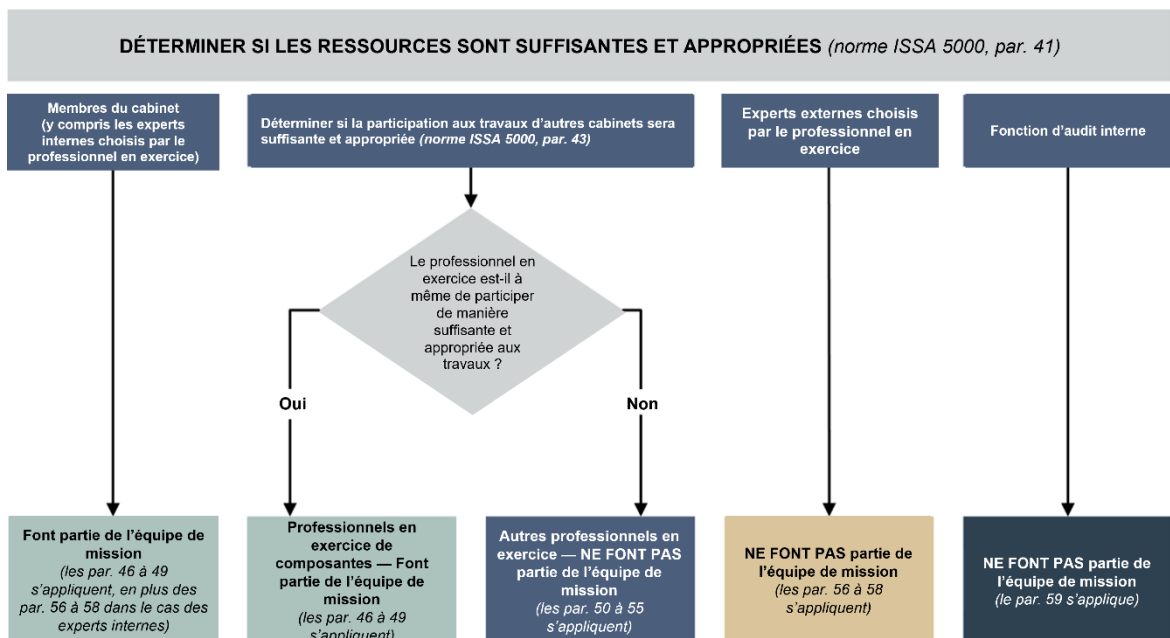 DÉTERMINER SI LES RESSOURCES SONT SUFFISANTES ET APPROPRIÉES (norme ISSA 5000, par. 41)
Membres du cabinet
(y compris les experts
internes choisis par le
professionnel en exercice)
Déterminer si la participation aux travaux d’autres cabinets sera
suffisante et appropriée (norme ISSA 5000, par. 43)
Experts externes choisis
par le professionnel en
exercice
Fonction d’audit interne
Le professionnel en
exercice est-il à
même de participer
de manière
suffisante et
appropriée aux
travaux ?
Oui
Non
Font partie de l’équipe de
mission
(les par. 46 à 49
s’appliquent, en plus des
par. 56 à 58 dans le cas des
experts internes)
Professionnels en
exercice de
composantes — Font
partie de l’équipe de
mission
(les par. 46 à 49
s’appliquent)
Autres professionnels en
exercice — NE FONT PAS
partie de l’équipe de
mission
(les par. 50 à 55
s’appliquent)
NE FONT PAS partie de
l’équipe de mission
(les par. 56 à 58
s’appliquent)
NE FONT PAS partie de
l’équipe de mission
(le par. 59 s’applique)